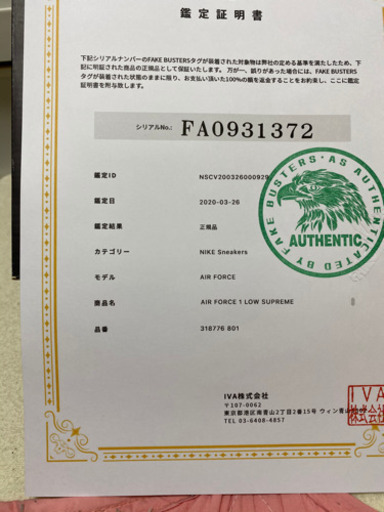 鑑定証明書
下記シリアルナンバーのFAKE BUSTERSタグが装着された対象物は弊社の定める基準を満たしたため、下
記に明証された商品の正規品として保証いたします。 万が一、誤りがあった場合には、FAKE BUSTERS
タグが装着された状態のままに限り、お支払い頂いた100%の額を返金することをお約束し、ここに鑑定
証明書を附与致します。
シリアルNo.: FA0931372
鑑定ID NSCV200326000929
鑑定日 2020-03-26
鑑定結果 正規品
カテゴリー NIKE Sneakers
モデル AIR FORCE
商品名 AIR FORCE 1 LOW SUPREME
品番 318776 801
AUTHENTICATED BY FAKE BUSTERS AS
AUTHENTIC
IVA株式会社
〒107-0062
東京都港区南青山2丁目2番15号 ウィン青山
TEL 03-6408-4857
IVA
株式会社